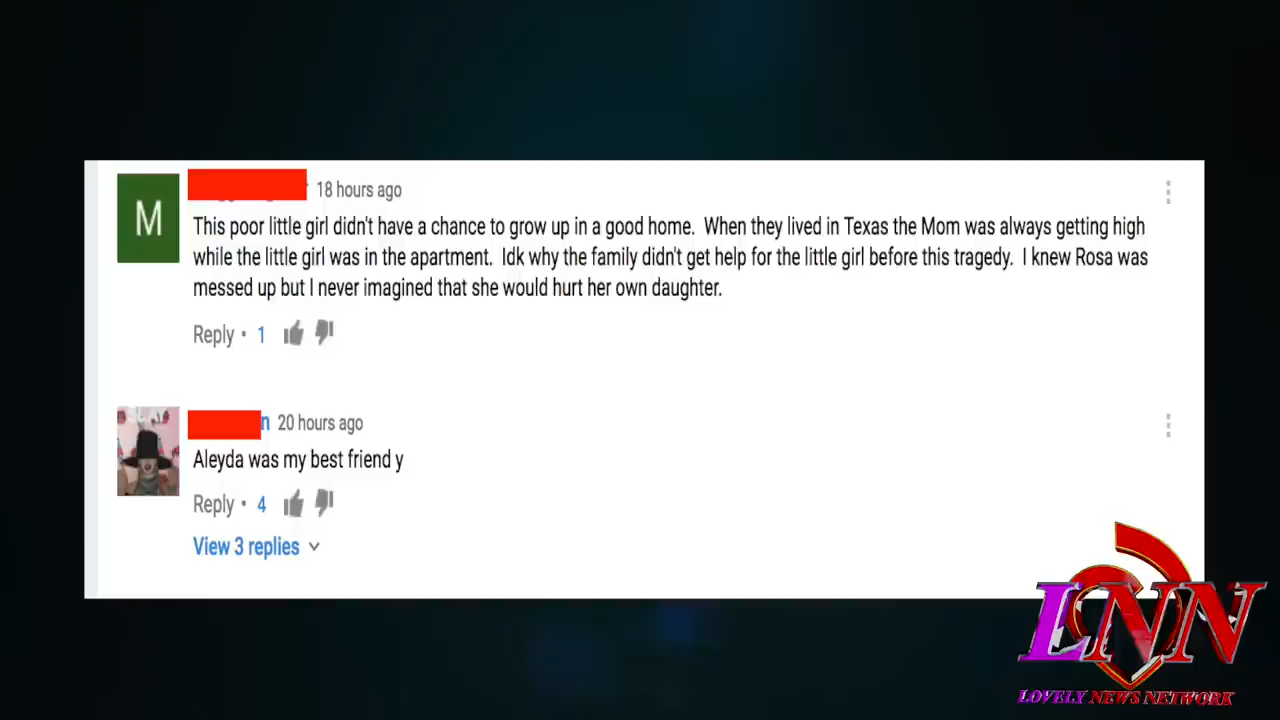 M
18 hours ago
This poor little girl didn't have a chance to grow up in a good home. When they lived in Texas the Mom was always getting high
while the little girl was in the apartment. Idk why the family didn't get help for the little girl before this tragedy. I knew Rosa was
messed up but I never imagined that she would hurt her own daughter.
Reply • 1
n 20 hours ago
Aleyda was my best friend y
Reply • 4
View 3 replies
LNN
LOVELY NEWS NETWORK